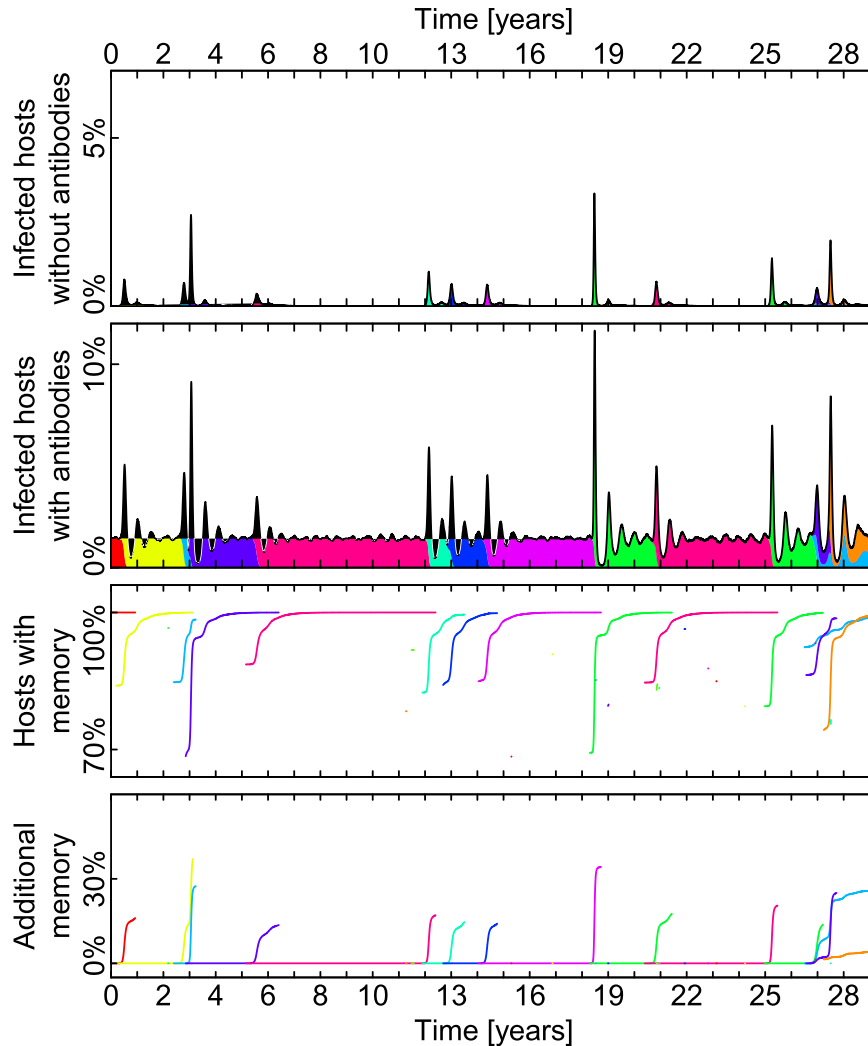 Time [years]
0 2 4 6 8 10 13 16 19 22 25 28
Infected hosts
without antibodies
5%
0%
Infected hosts
with antibodies
10%
0%
Hosts with
memory
100%
70%
Additional
memory
30%
0%
0 2 4 6 8 10 13 16 19 22 25 28
Time [years]